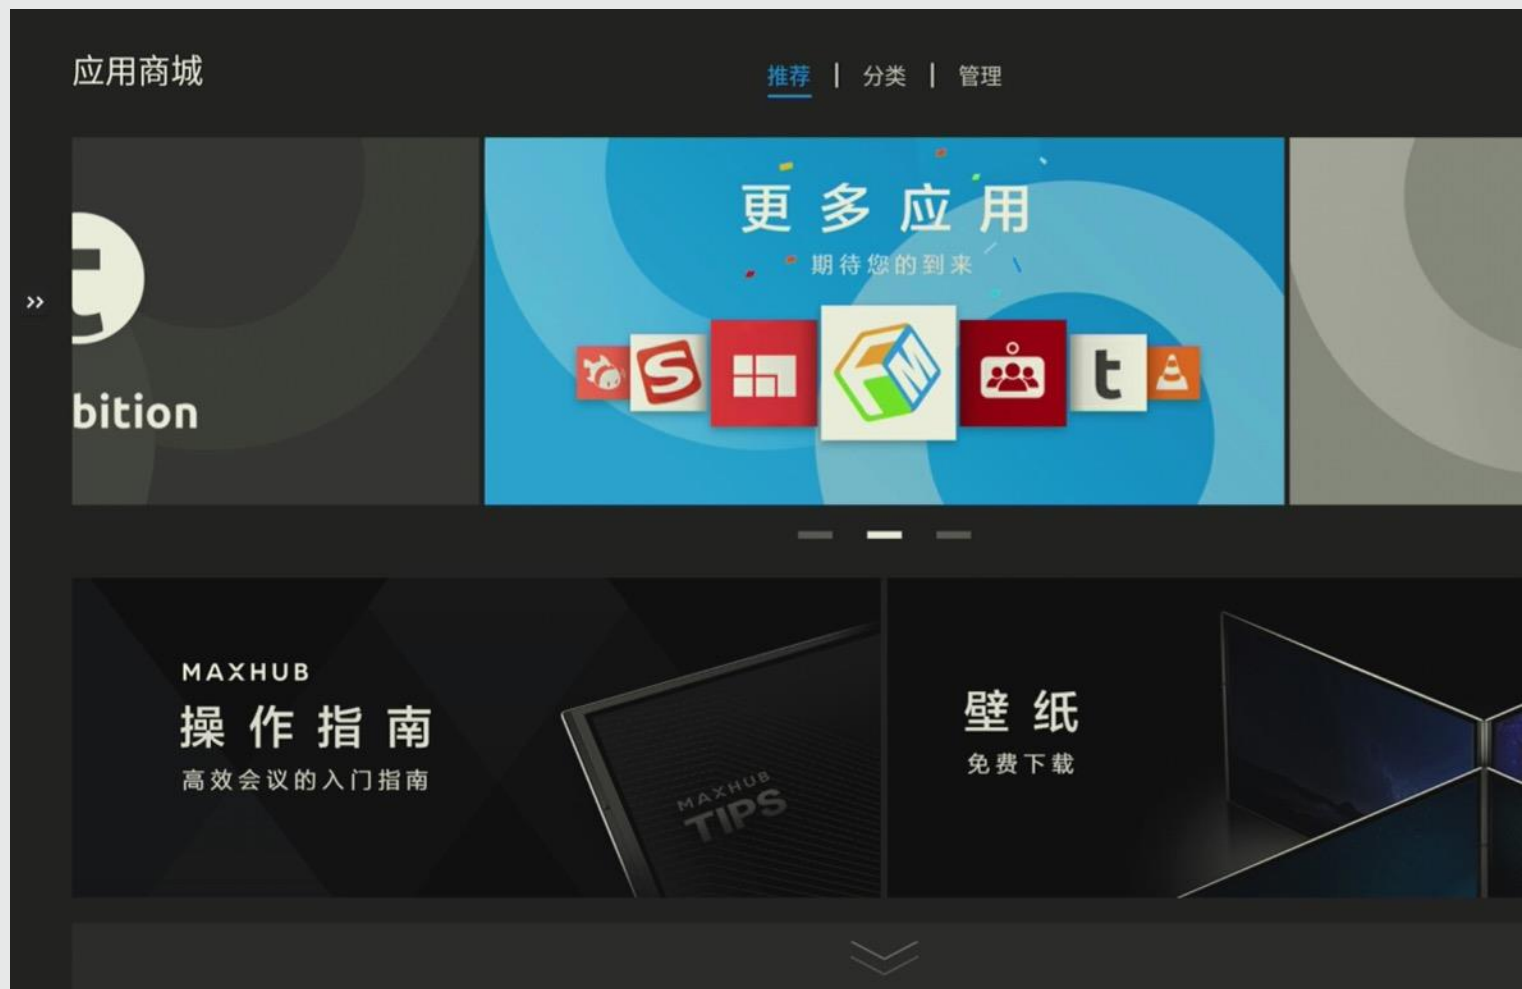 应用商城
推荐 | 分类 | 管理
更多应用
期待您的到来
t
bition
S
M
t
MAXHUB
操作指南
高效会议的入门指南
MAXHUB
TIPS
壁纸
免费下载